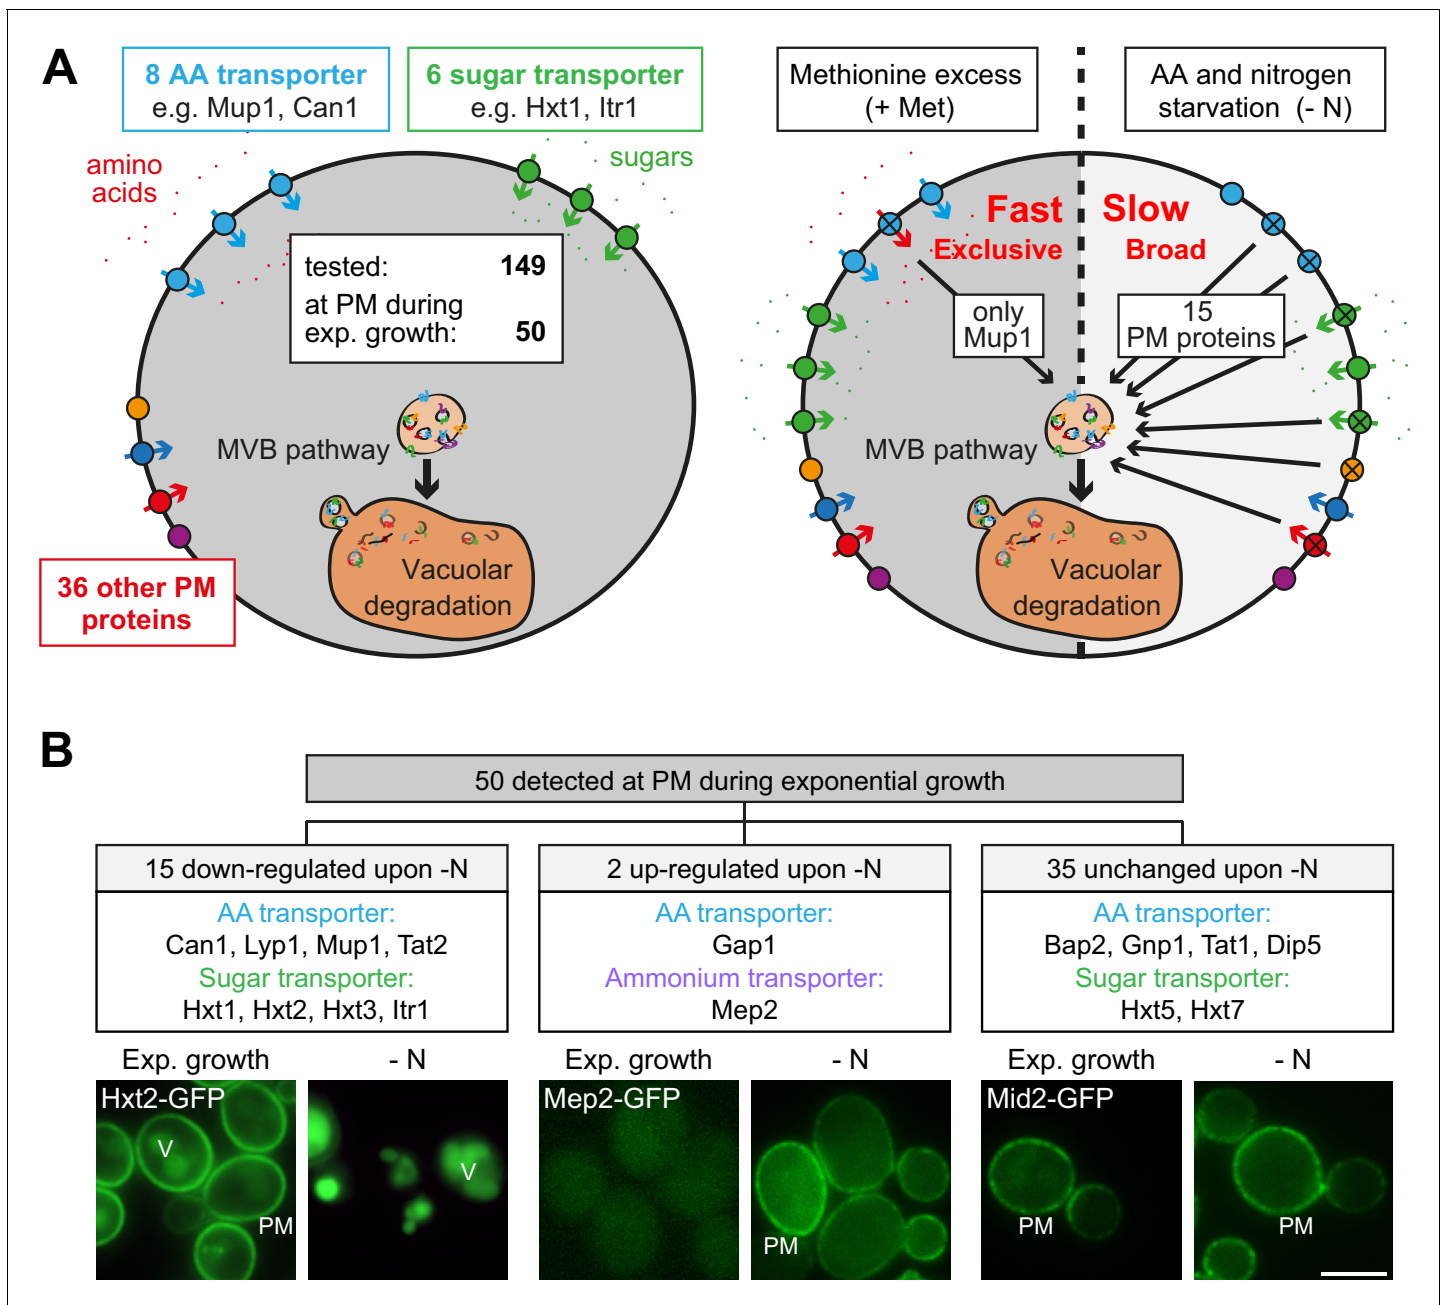 A
8 AA transporter
e.g. Mup1, Can1
6 sugar transporter
e.g. Hxt1, Itr1
amino
acids
sugars
tested: 149
at PM during
exp. growth: 50
MVB pathway
Vacuolar
degradation
36 other PM
proteins
Methionine excess
(+ Met)
AA and nitrogen
starvation (- N)
Fast
Exclusive
Slow
Broad
only
Mup1
15
PM proteins
MVB pathway
Vacuolar
degradation
B
50 detected at PM during exponential growth
15 down-regulated upon -N
AA transporter:
Can1, Lyp1, Mup1, Tat2
Sugar transporter:
Hxt1, Hxt2, Hxt3, Itr1
2 up-regulated upon -N
AA transporter:
Gap1
Ammonium transporter:
Mep2
35 unchanged upon -N
AA transporter:
Bap2, Gnp1, Tat1, Dip5
Sugar transporter:
Hxt5, Hxt7
Exp. growth
- N
Exp. growth
- N
Exp. growth
- N
Hxt2-GFP
V
PM
V
Mep2-GFP
PM
Mid2-GFP
PM
PM